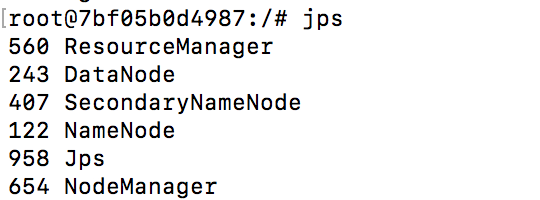 [root@7bf05b0d4987:/# jps
560 ResourceManager
243 DataNode
407 SecondaryNameNode
122 NameNode
958 Jps
654 NodeManager